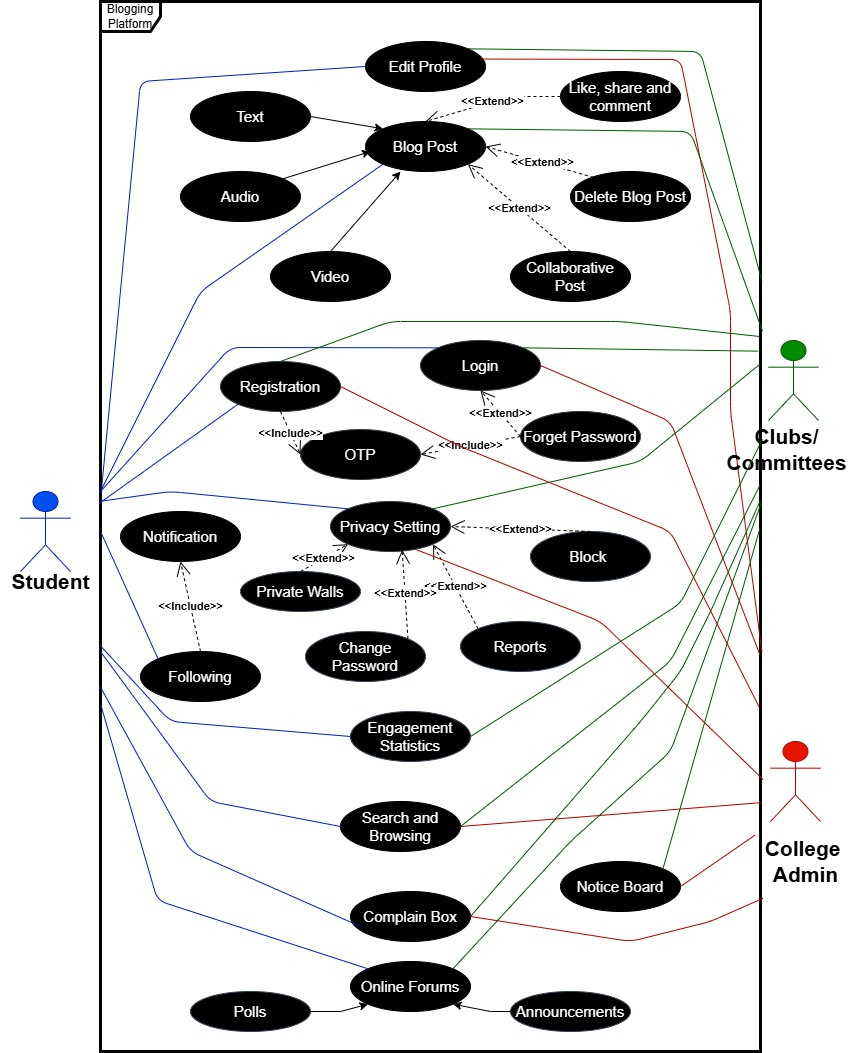 Blogging
Platform
Edit Profile
Like, share and
comment
<<Extend>>
Text
Blog Post
<<Extend>>
Audio
Delete Blog Post
<<Extend>>
Video
Collaborative
Post
Login
Registration
<<Extend>>
<<Include>>
Forget Password
<<Include>>
OTP
Clubs/
Committees
Student
Notification
Privacy Setting
<<Extend>>
Block
<<Extend>>
Private Walls
<<Extend>>
<<Extend>>
<<Include>>
Change
Password
Reports
Following
Engagement
Statistics
Search and
Browsing
College
Admin
Notice Board
Complain Box
Online Forums
Polls
Announcements